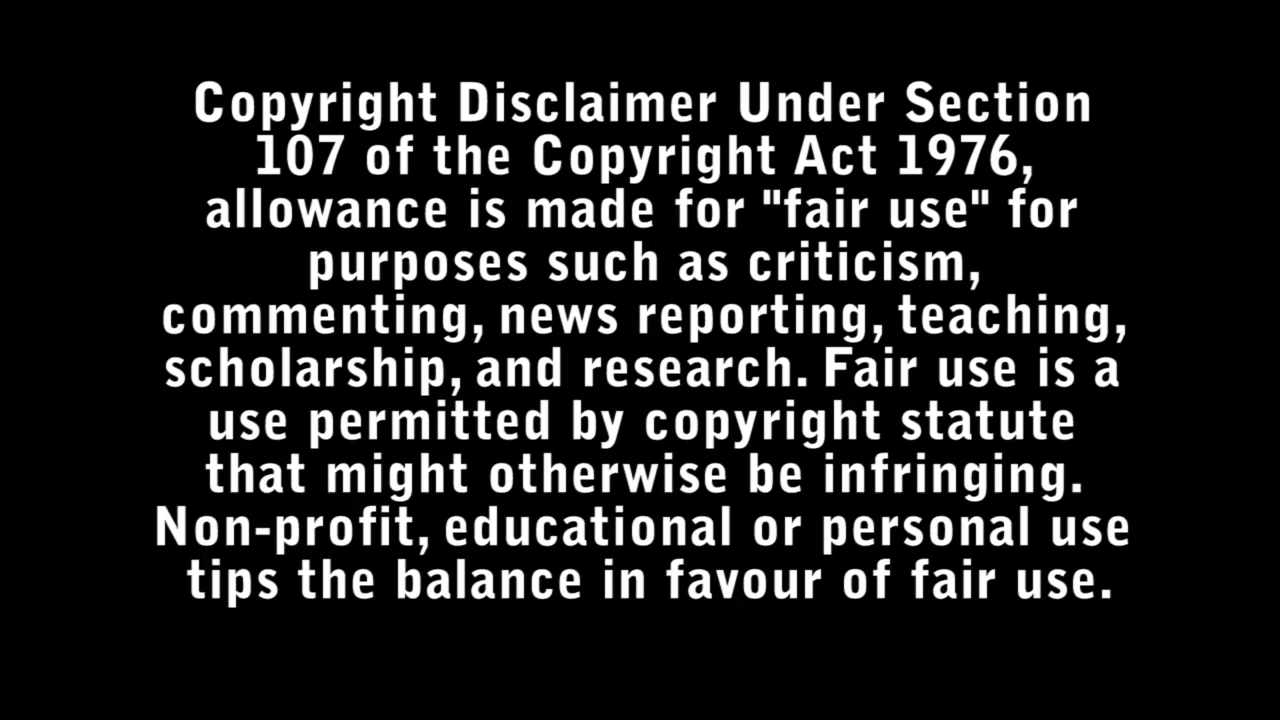 Copyright Disclaimer Under Section
107 of the Copyright Act 1976,
allowance is made for "fair use" for
purposes such as criticism,
commenting, news reporting, teaching,
scholarship, and research. Fair use is a
use permitted by copyright statute
that might otherwise be infringing.
Non-profit, educational or personal use
tips the balance in favour of fair use.